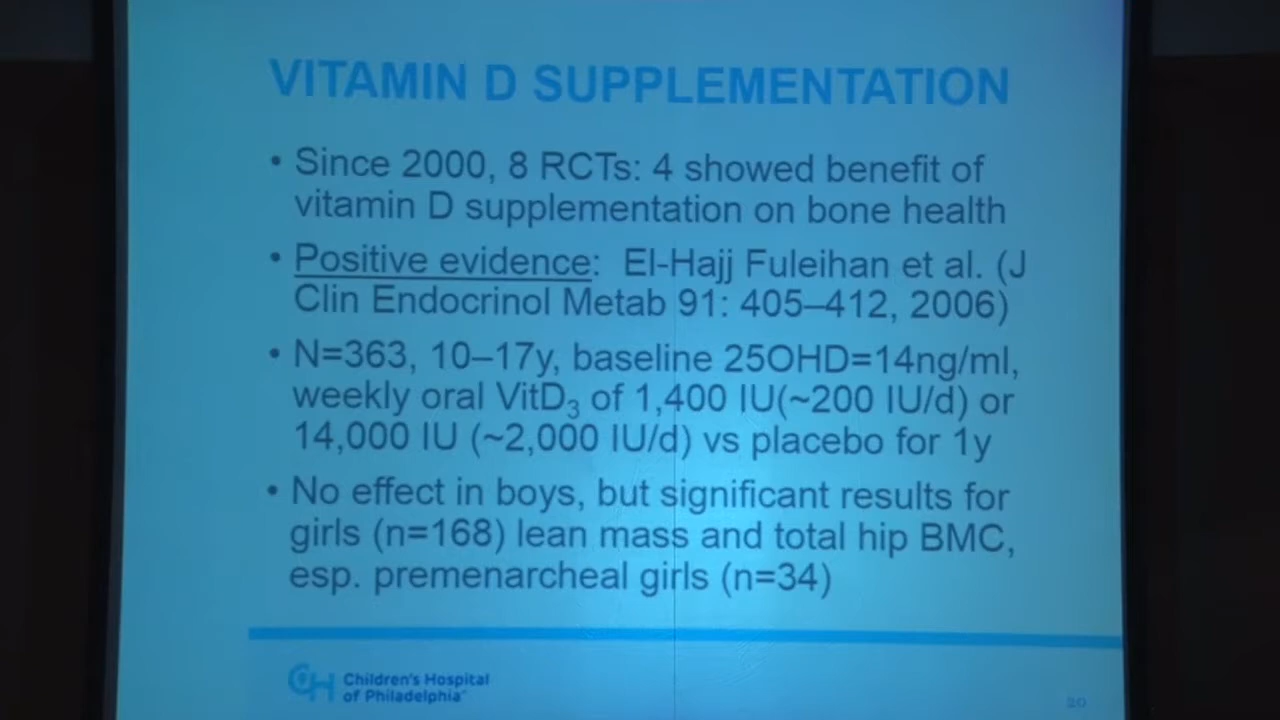 VITAMIN D SUPPLEMENTATION
• Since 2000, 8 RCTs: 4 showed benefit of
vitamin D supplementation on bone health
• Positive evidence: El-Hajj Fuleihan et al. (J
Clin Endocrinol Metab 91: 405–412, 2006)
• N=363, 10–17y, baseline 25OHD=14ng/ml,
weekly oral VitD₃ of 1,400 IU(~200 IU/d) or
14,000 IU (~2,000 IU/d) vs placebo for 1y
• No effect in boys, but significant results for
girls (n=168) lean mass and total hip BMC,
esp. premenarcheal girls (n=34)
CH Children's Hospital
of Philadelphia
20